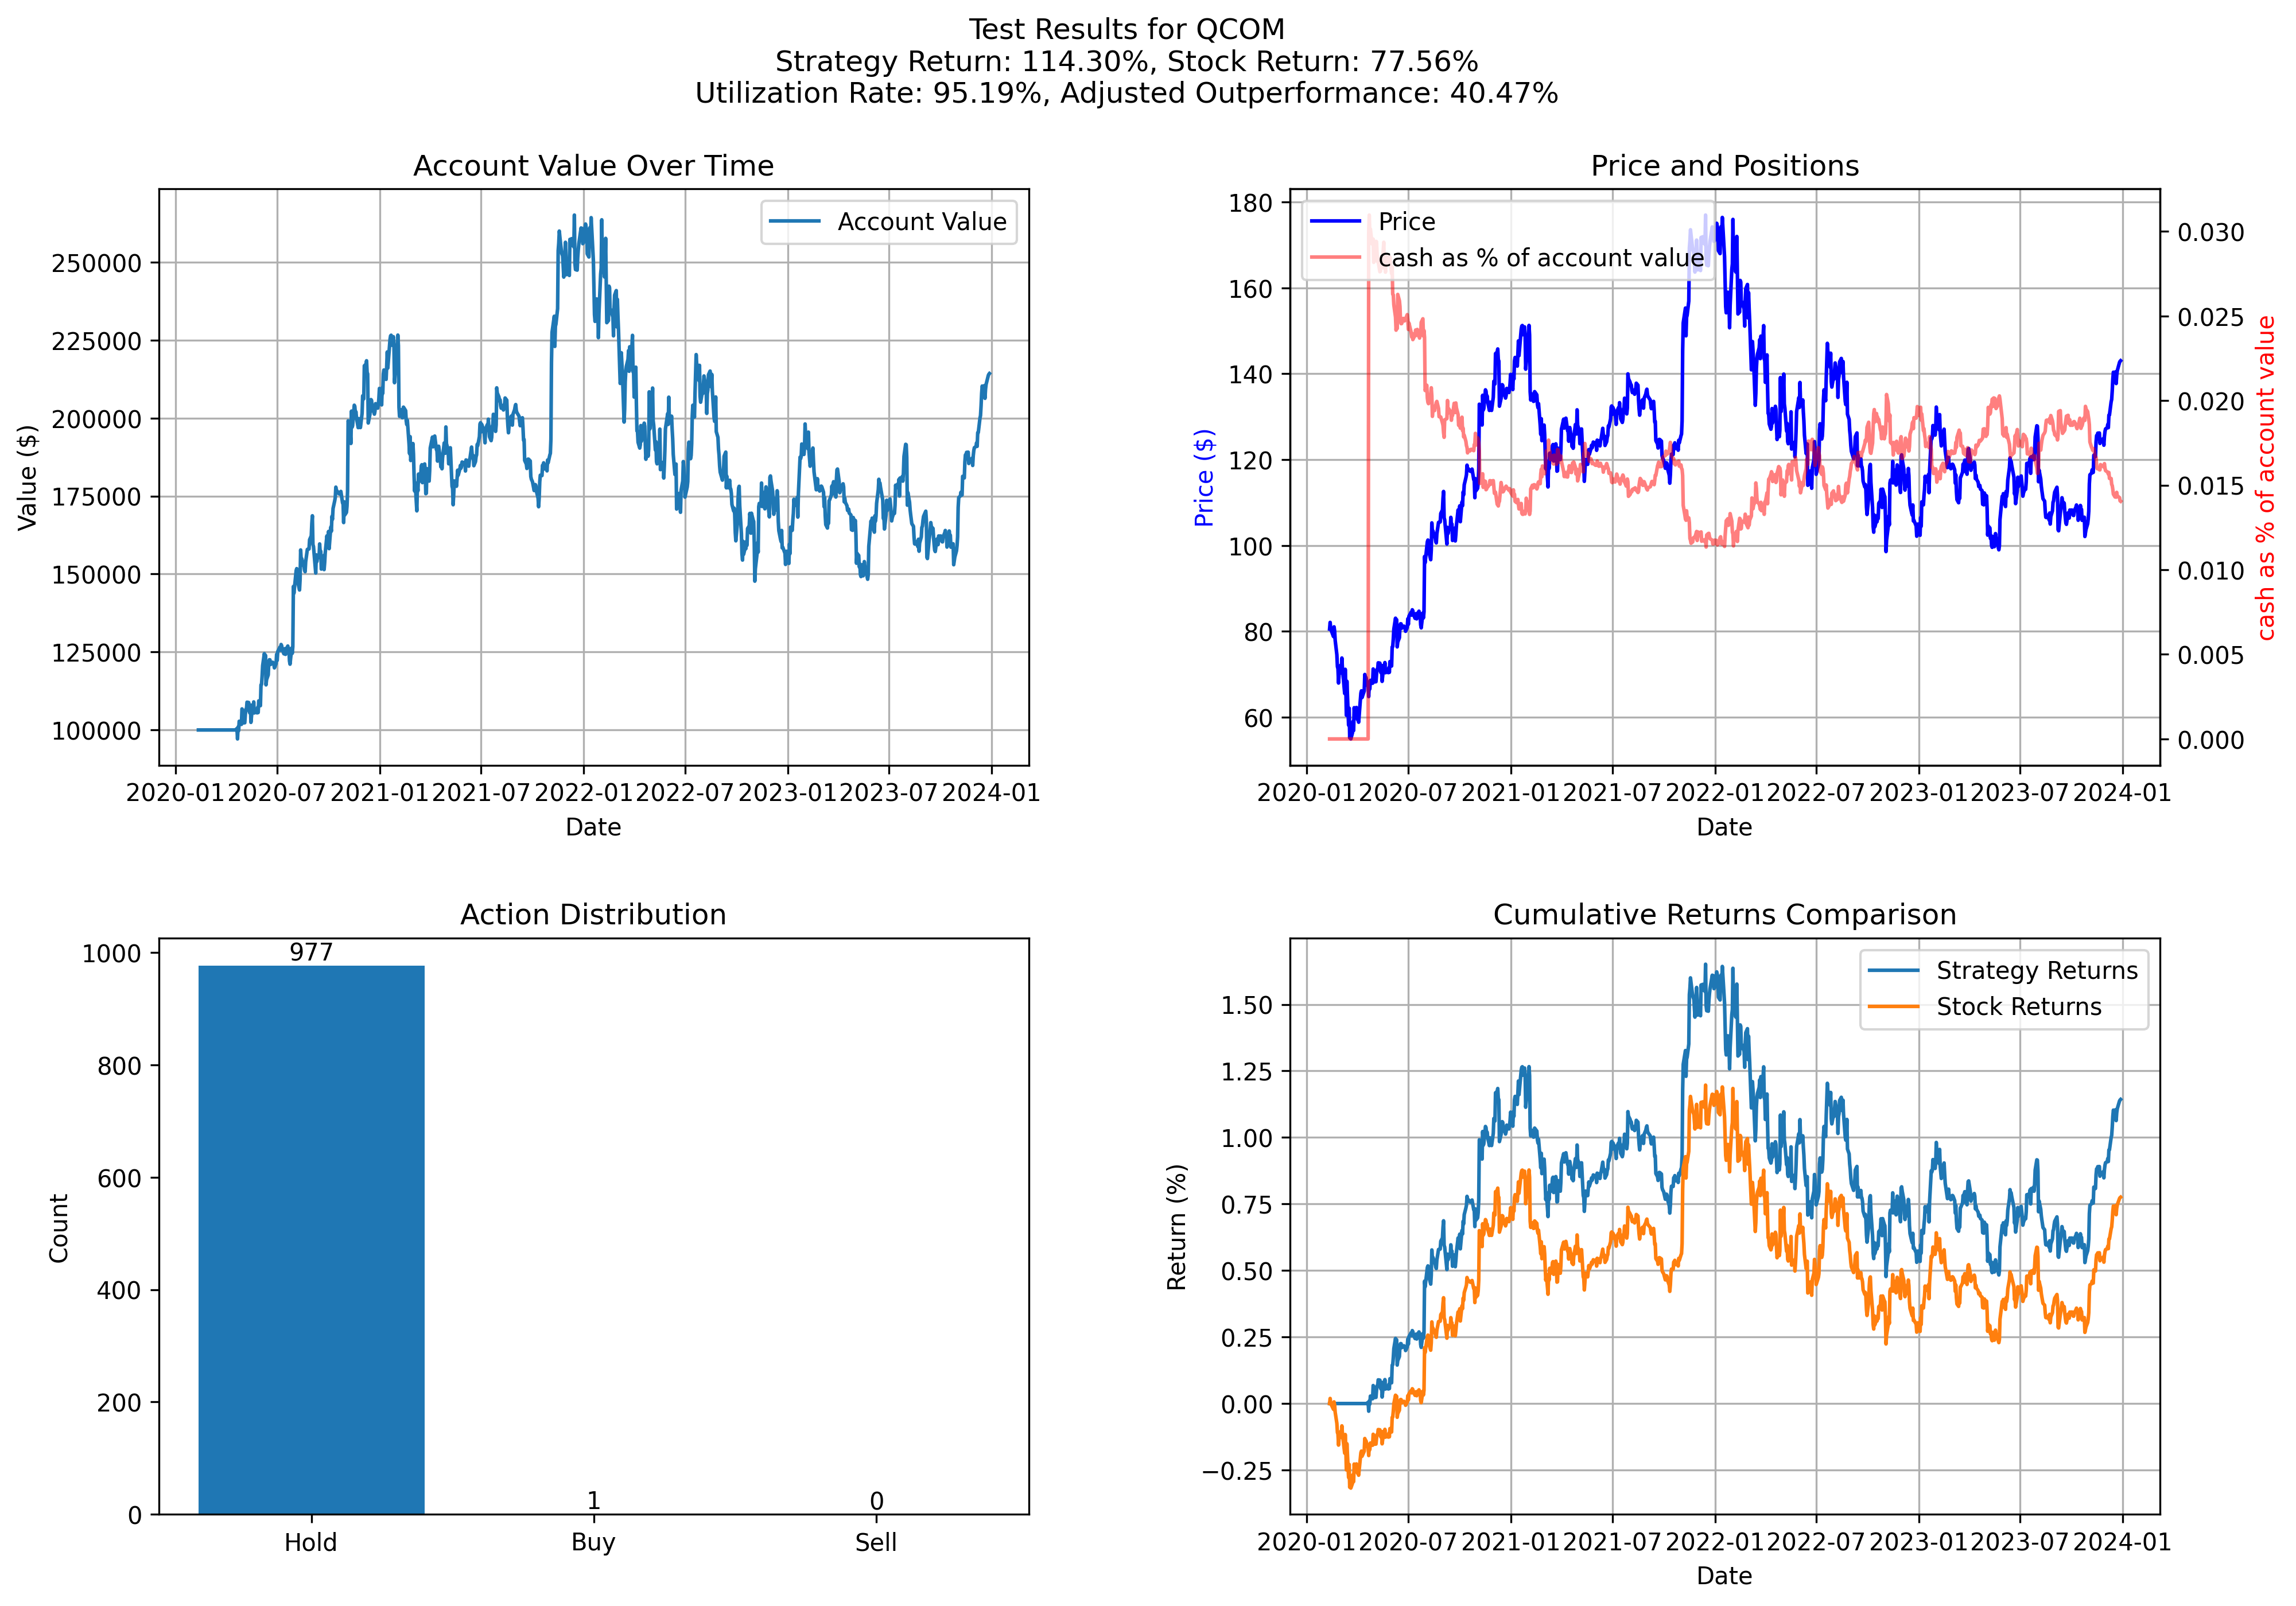 Test Results for QCOM
Strategy Return: 114.30%, Stock Return: 77.56%
Utilization Rate: 95.19%, Adjusted Outperformance: 40.47%
Account Value Over Time
Account Value
Value ($)
250000
225000
200000
175000
150000
125000
100000
2020-01 2020-07 2021-01 2021-07 2022-01 2022-07 2023-01 2023-07 2024-01
Date
Price and Positions
Price
cash as % of account value
Price ($)
180
160
140
120
100
80
60
0.030
0.025
0.020
0.015
0.010
0.005
0.000
cash as % of account value
2020-01 2020-07 2021-01 2021-07 2022-01 2022-07 2023-01 2023-07 2024-01
Date
Action Distribution
Count
1000
800
600
400
200
0
977
1
0
Hold Buy Sell
Cumulative Returns Comparison
Strategy Returns
Stock Returns
Return (%)
1.50
1.25
1.00
0.75
0.50
0.25
0.00
−0.25
2020-01 2020-07 2021-01 2021-07 2022-01 2022-07 2023-01 2023-07 2024-01
Date